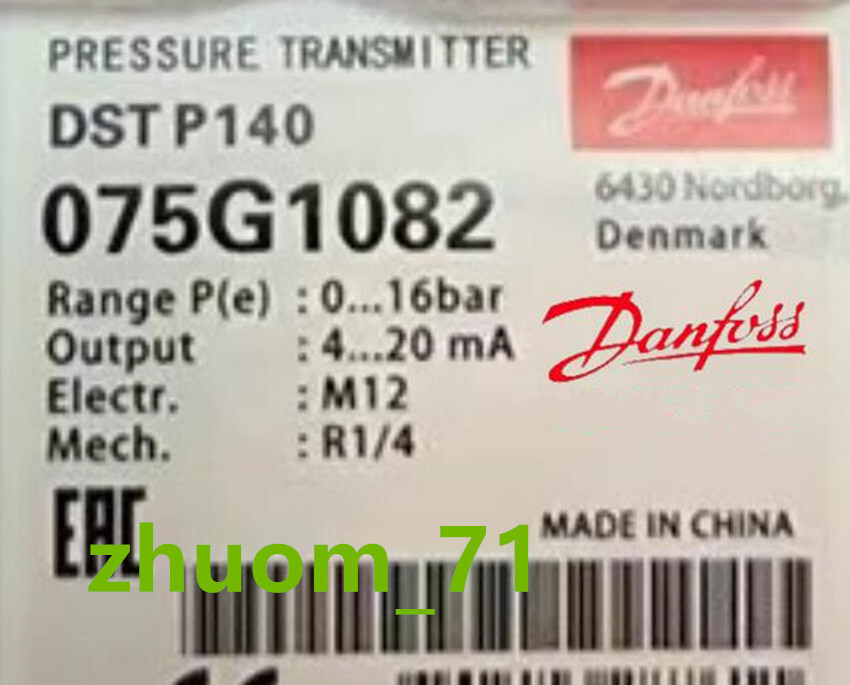 PRESSURE TRANSMITTER
Danfoss
DST P140
6430 Nordborg,
Denmark
075G1082
Range P(e) : 0...16bar
Output : 4...20 mA
Electr. : M12
Mech. : R1/4
Danfoss
EAC
MADE IN CHINA
zhuom_71